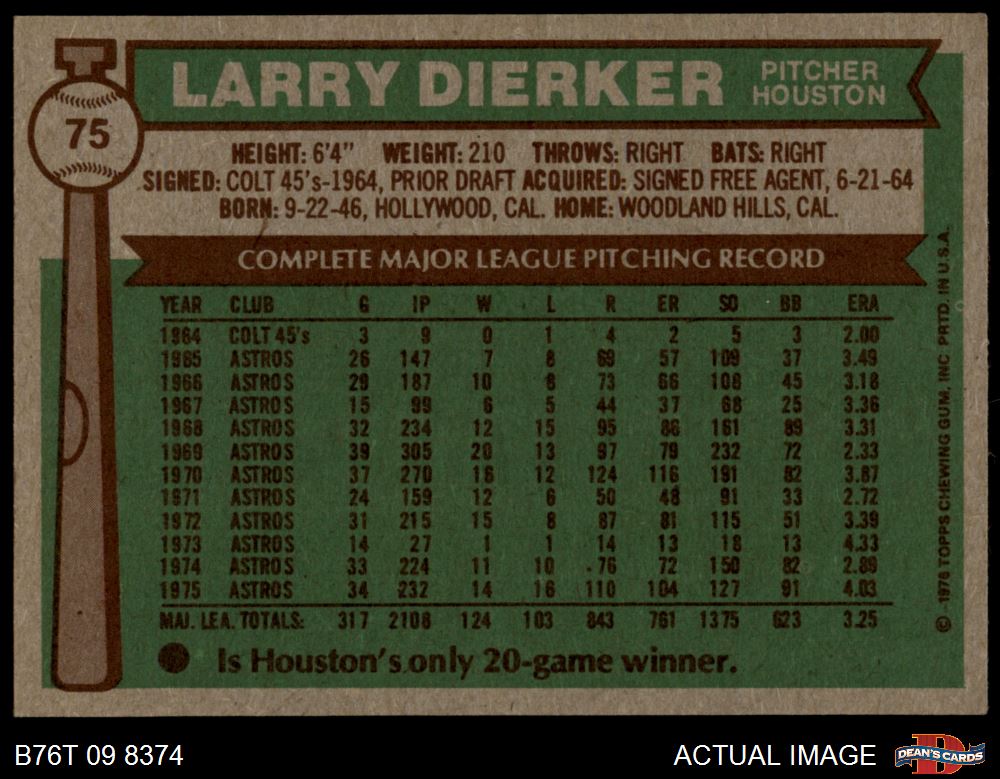 LARRY DIERKER PITCHER HOUSTON
75
HEIGHT: 6'4" WEIGHT: 210 THROWS: RIGHT BATS: RIGHT
SIGNED: COLT 45's-1964, PRIOR DRAFT ACQUIRED: SIGNED FREE AGENT, 6-21-64
BORN: 9-22-46, HOLLYWOOD, CAL. HOME: WOODLAND HILLS, CAL.
COMPLETE MAJOR LEAGUE PITCHING RECORD
YEAR CLUB G IP W L R ER SO BB ERA
1964 COLT 45's 3 9 0 1 4 2 5 3 2.00
1965 ASTROS 26 147 7 8 69 57 109 37 3.49
1966 ASTROS 29 187 10 8 73 66 108 45 3.18
1967 ASTROS 15 99 6 5 44 37 68 25 3.36
1968 ASTROS 32 234 12 15 95 86 161 89 3.31
1969 ASTROS 39 305 20 13 97 79 232 72 2.33
1970 ASTROS 37 270 16 12 124 116 191 82 3.87
1971 ASTROS 24 159 12 6 50 48 91 33 2.72
1972 ASTROS 31 215 15 8 87 81 115 51 3.39
1973 ASTROS 14 27 1 1 14 13 18 13 4.33
1974 ASTROS 33 224 11 10 76 72 150 82 2.89
1975 ASTROS 34 232 14 16 110 104 127 91 4.03
MAJ. LEA. TOTALS: 317 2108 124 103 843 761 1375 623 3.25
Is Houston's only 20-game winner.
© 1976 TOPPS CHEWING GUM, INC PRTD. IN U.S.A.
B76T 09 8374
ACTUAL IMAGE
DEAN'S CARDS